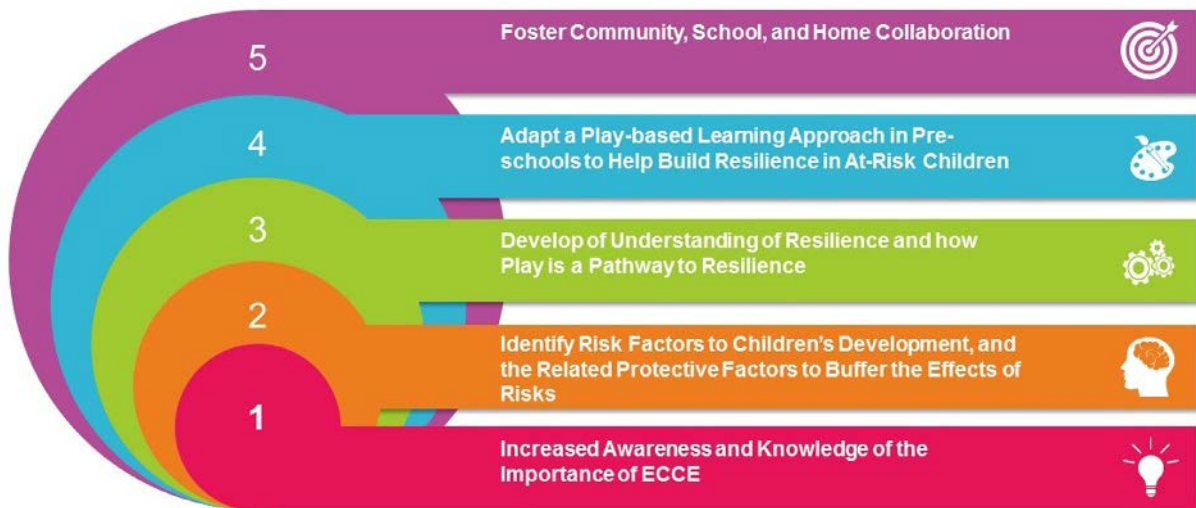 5
Foster Community, School, and Home Collaboration
4
Adapt a Play-based Learning Approach in Pre-
schools to Help Build Resilience in At-Risk Children
3
Develop of Understanding of Resilience and how
Play is a Pathway to Resilience
2
Identify Risk Factors to Children's Development, and
the Related Protective Factors to Buffer the Effects of
Risks
1
Increased Awareness and Knowledge of the
Importance of ECCE